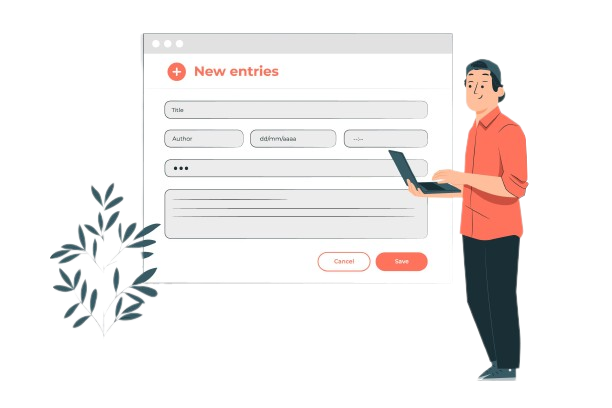 New entries
Title
Author
dd/mm/aaaa
--:--
Cancel
Save